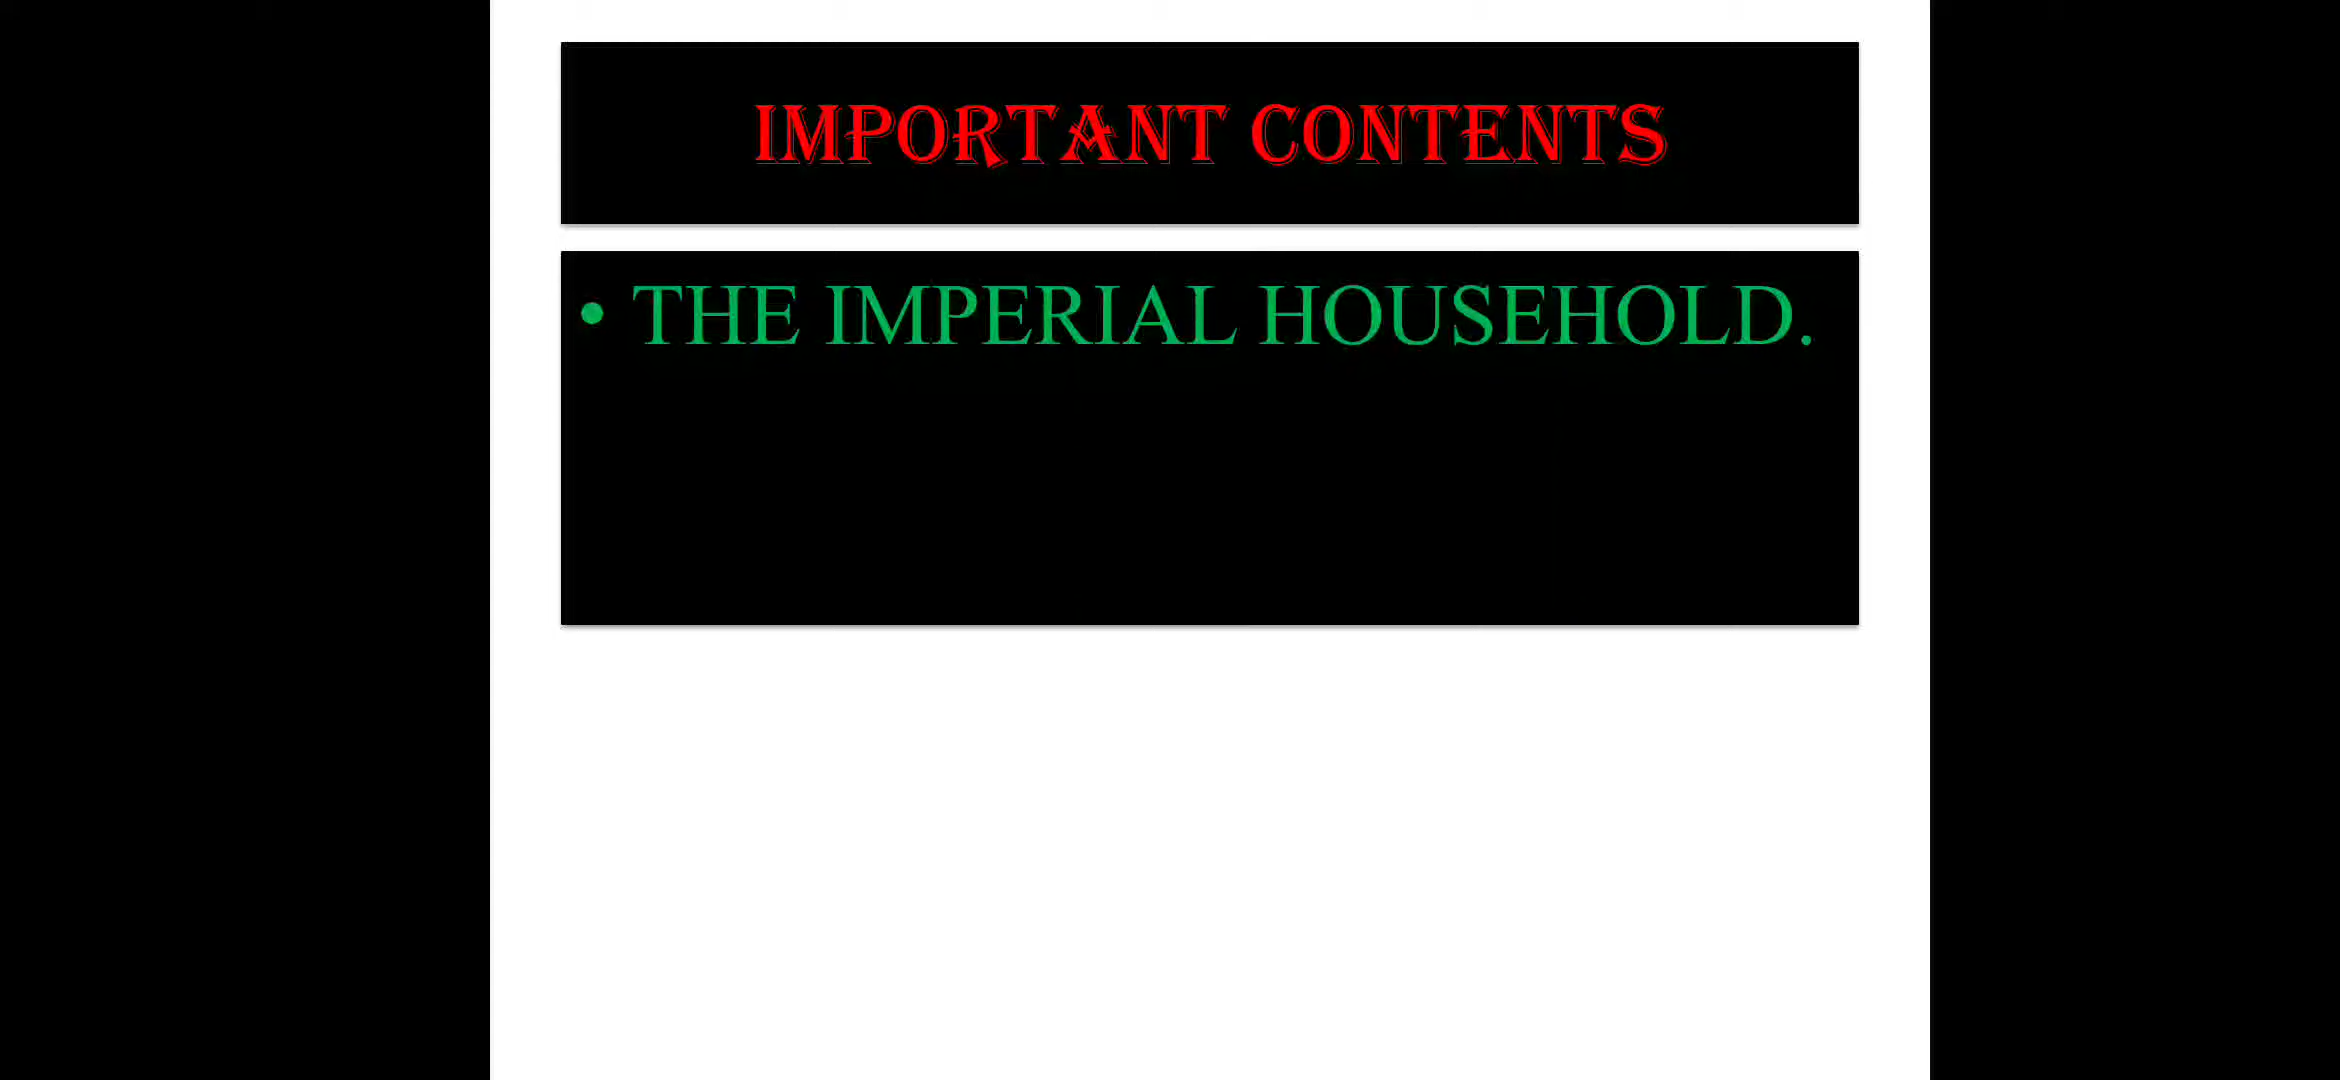 IMPORTANT CONTENTS
• THE IMPERIAL HOUSEHOLD.